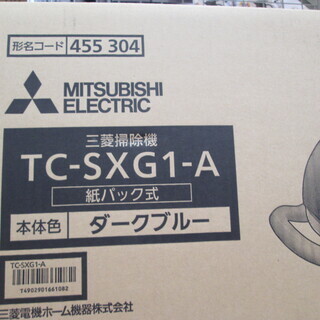 形名コード 455 304
MITSUBISHI
ELECTRIC
三菱掃除機
TC-SXG1-A
紙パック式
本体色 ダークブルー
TC-SXG1-A
T4902901661082
三菱電機ホーム機器株式会社